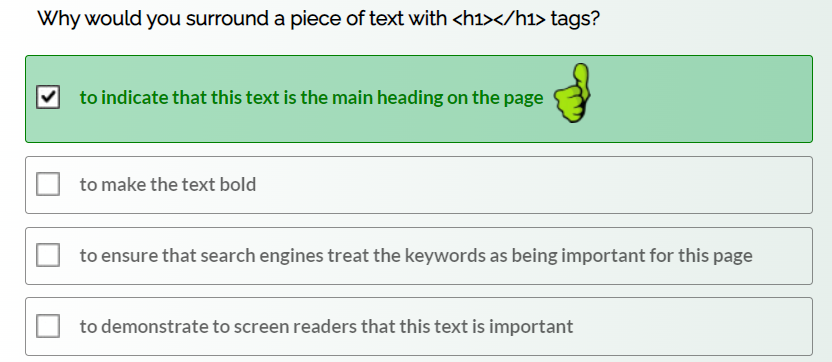 Why would you surround a piece of text with <h1></h1> tags?
to indicate that this text is the main heading on the page
to make the text bold
to ensure that search engines treat the keywords as being important for this page
to demonstrate to screen readers that this text is important